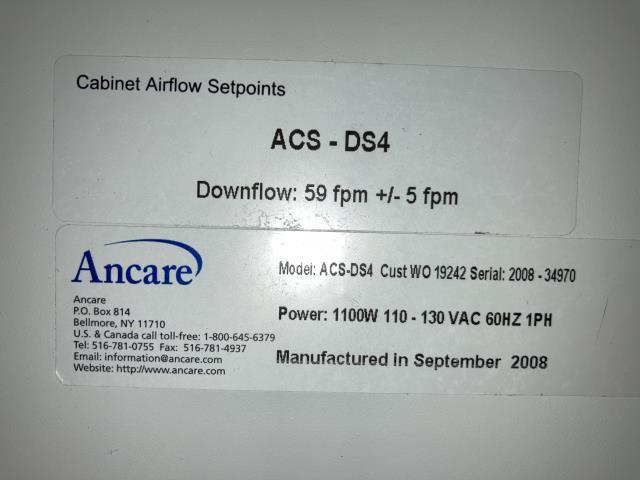 Cabinet Airflow Setpoints
ACS - DS4
Downflow: 59 fpm +/- 5 fpm
Ancare
Ancare
P.O. Box 814
Bellmore, NY 11710
U.S. & Canada call toll-free: 1-800-645-6379
Tel: 516-781-0755 Fax: 516-781-4937
Email: information@ancare.com
Website: http://www.ancare.com
Model: ACS-DS4 Cust WO 19242 Serial: 2008 - 34970
Power: 1100W 110 - 130 VAC 60HZ 1PH
Manufactured in September 2008